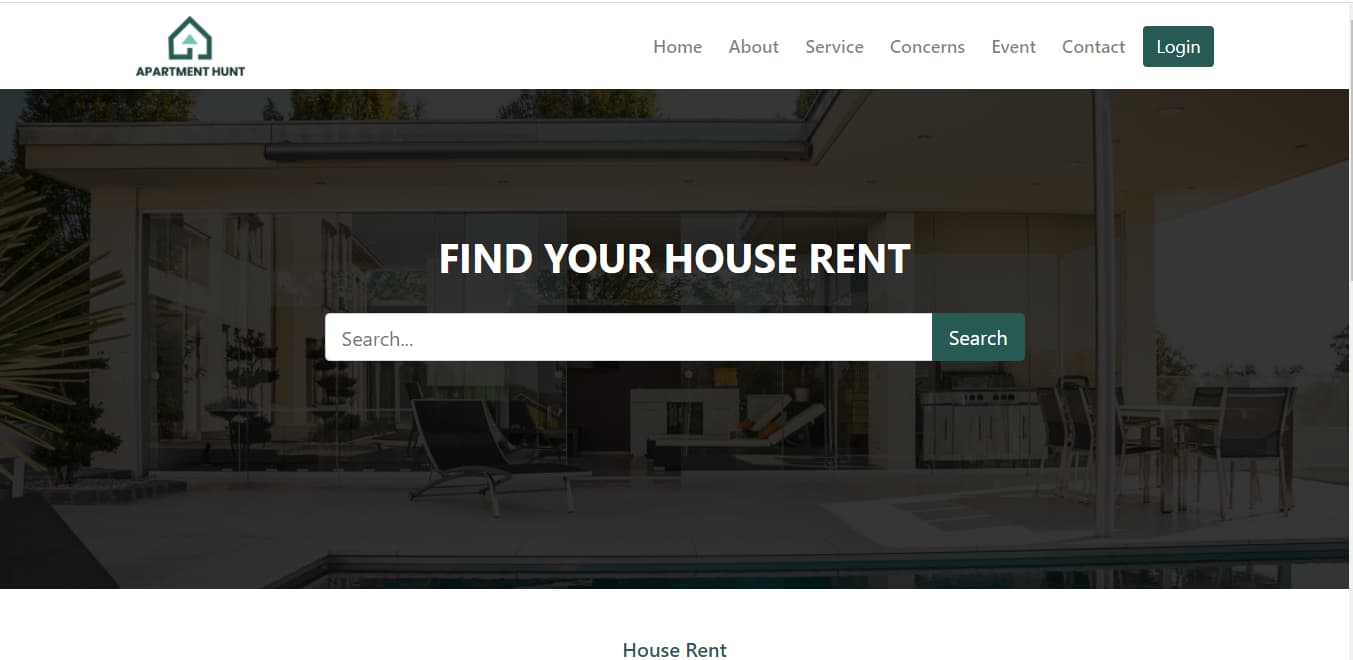 APARTMENT HUNT
Home About Service Concerns Event Contact Login
FIND YOUR HOUSE RENT
Search... Search
House Rent